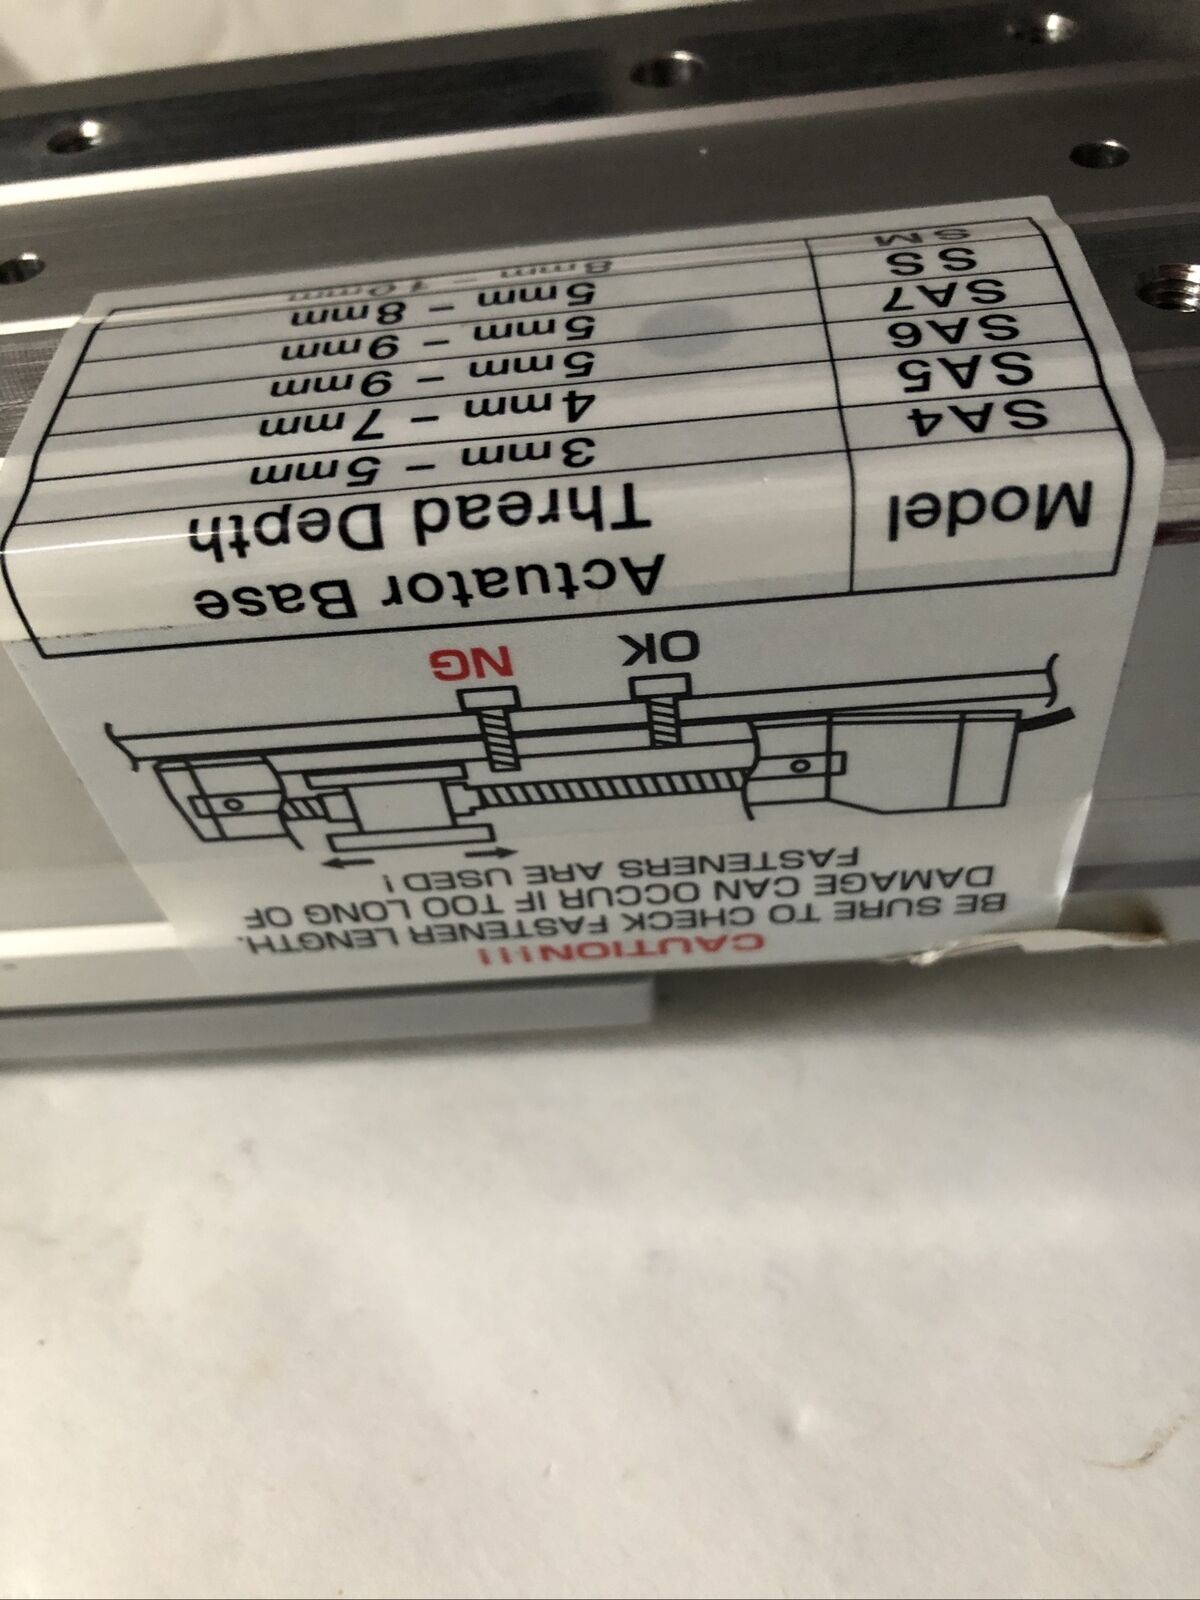 CAUTION!!!
BE SURE TO CHECK FASTENER LENGTH.
DAMAGE CAN OCCUR IF TOO LONG OF
FASTENERS ARE USED!
OK NG
Model Actuator Base
Thread Depth
SA4 3mm - 5mm
SA5 4mm - 7mm
SA6 5mm - 9mm
SA7 5mm - 9mm
SS 5mm - 8mm
SM 8mm - 10mm